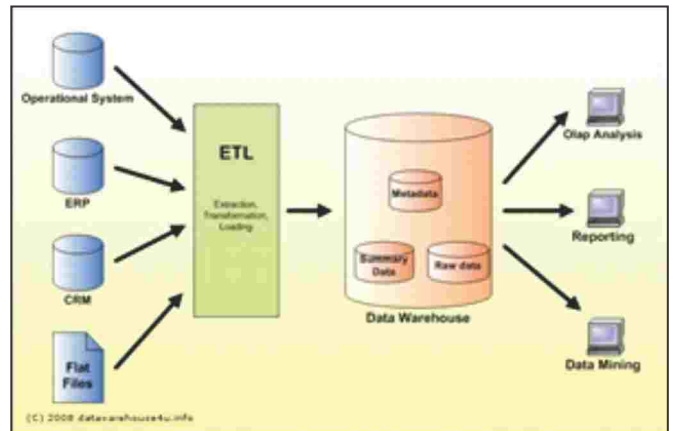 Operational System
ERP
CRM
Flat
Files
ETL
Extraction,
Transformation,
Loading
Metadata
Summary
Data
Raw data
Data Warehouse
Olap Analysis
Reporting
Data Mining
(C) 2008 datawarehouse4u.info